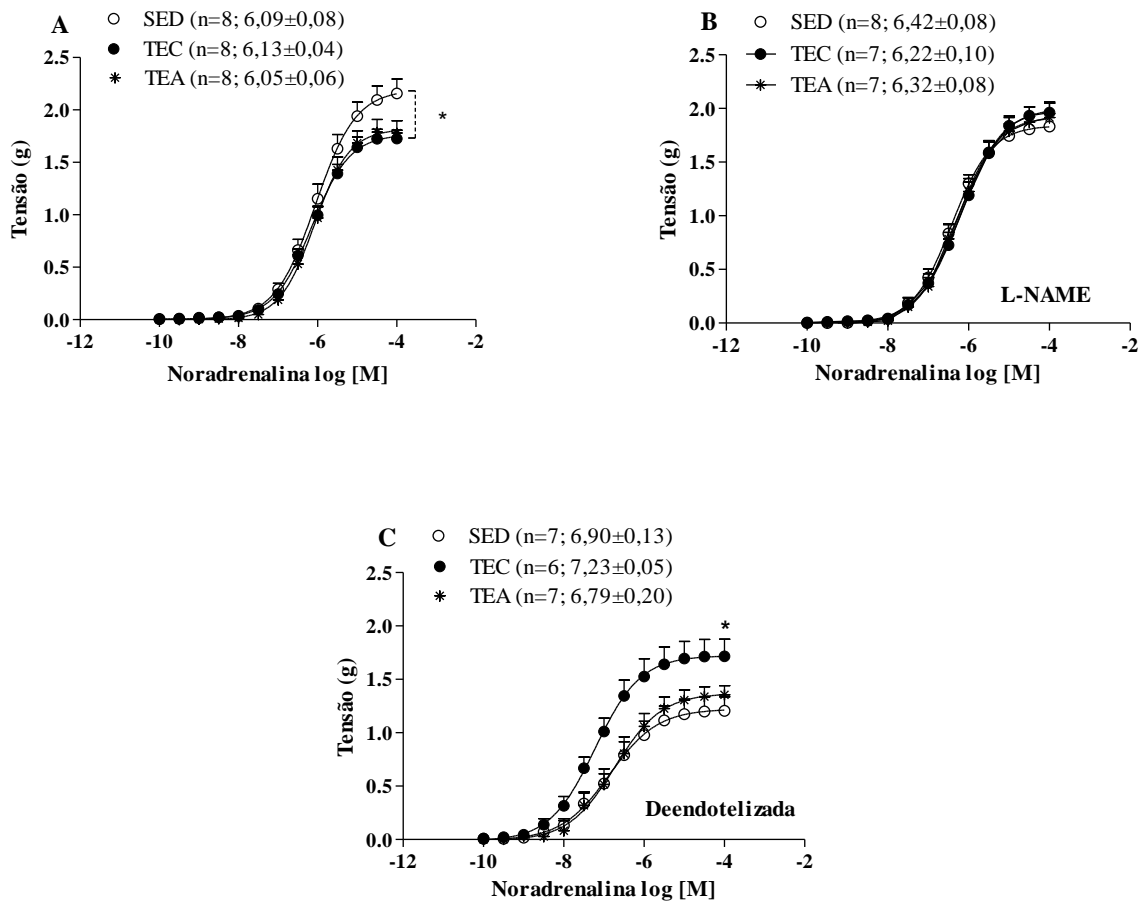 A
SED (n=8; 6,09±0,08)
TEC (n=8; 6,13±0,04)
TEA (n=8; 6,05±0,06)
2.5
2.0
1.5
1.0
0.5
0.0
Tensão (g)
*
-12 -10 -8 -6 -4 -2
Noradrenalina log [M]
B
SED (n=8; 6,42±0,08)
TEC (n=7; 6,22±0,10)
TEA (n=7; 6,32±0,08)
2.5
2.0
1.5
1.0
0.5
0.0
Tensão (g)
L-NAME
-12 -10 -8 -6 -4 -2
Noradrenalina log [M]
C
SED (n=7; 6,90±0,13)
TEC (n=6; 7,23±0,05)
TEA (n=7; 6,79±0,20)
2.5
2.0
1.5
1.0
0.5
0.0
Tensão (g)
*
Deendotelizada
-12 -10 -8 -6 -4 -2
Noradrenalina log [M]